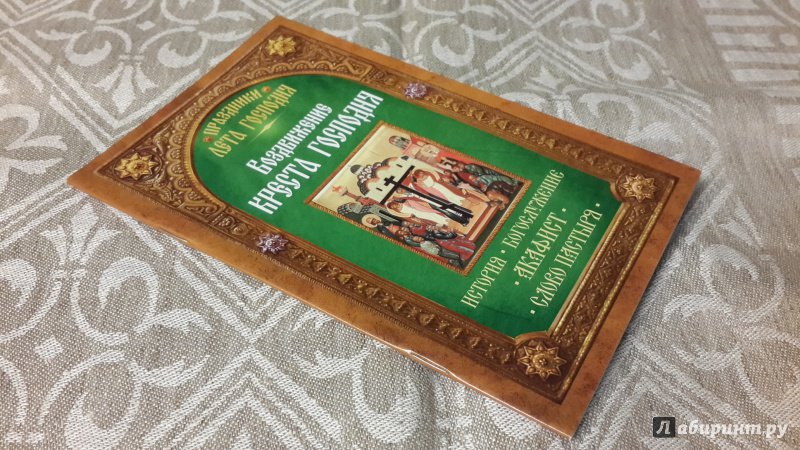 Праздники
Лета Господня
Воздвижение
Креста Господня
История • Богослужение
• Акафист •
• Слово пастыря •
Лабиринт.ру